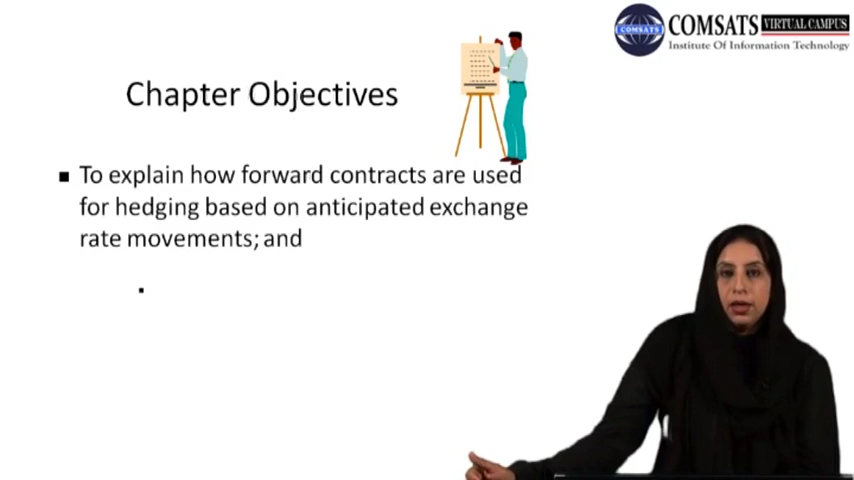 COMSATS VIRTUAL CAMPUS
COMSATS
Institute Of Information Technology
Chapter Objectives
■ To explain how forward contracts are used
for hedging based on anticipated exchange
rate movements; and